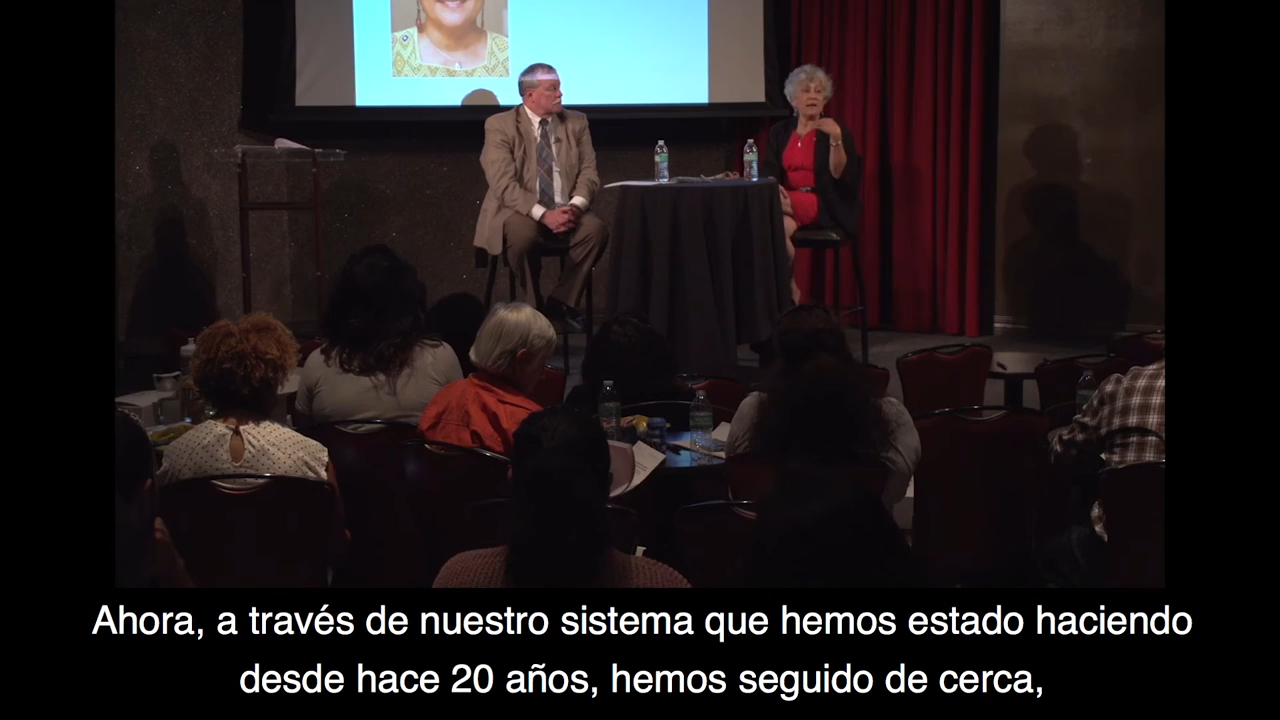 Ahora, a través de nuestro sistema que hemos estado haciendo
desde hace 20 años, hemos seguido de cerca,